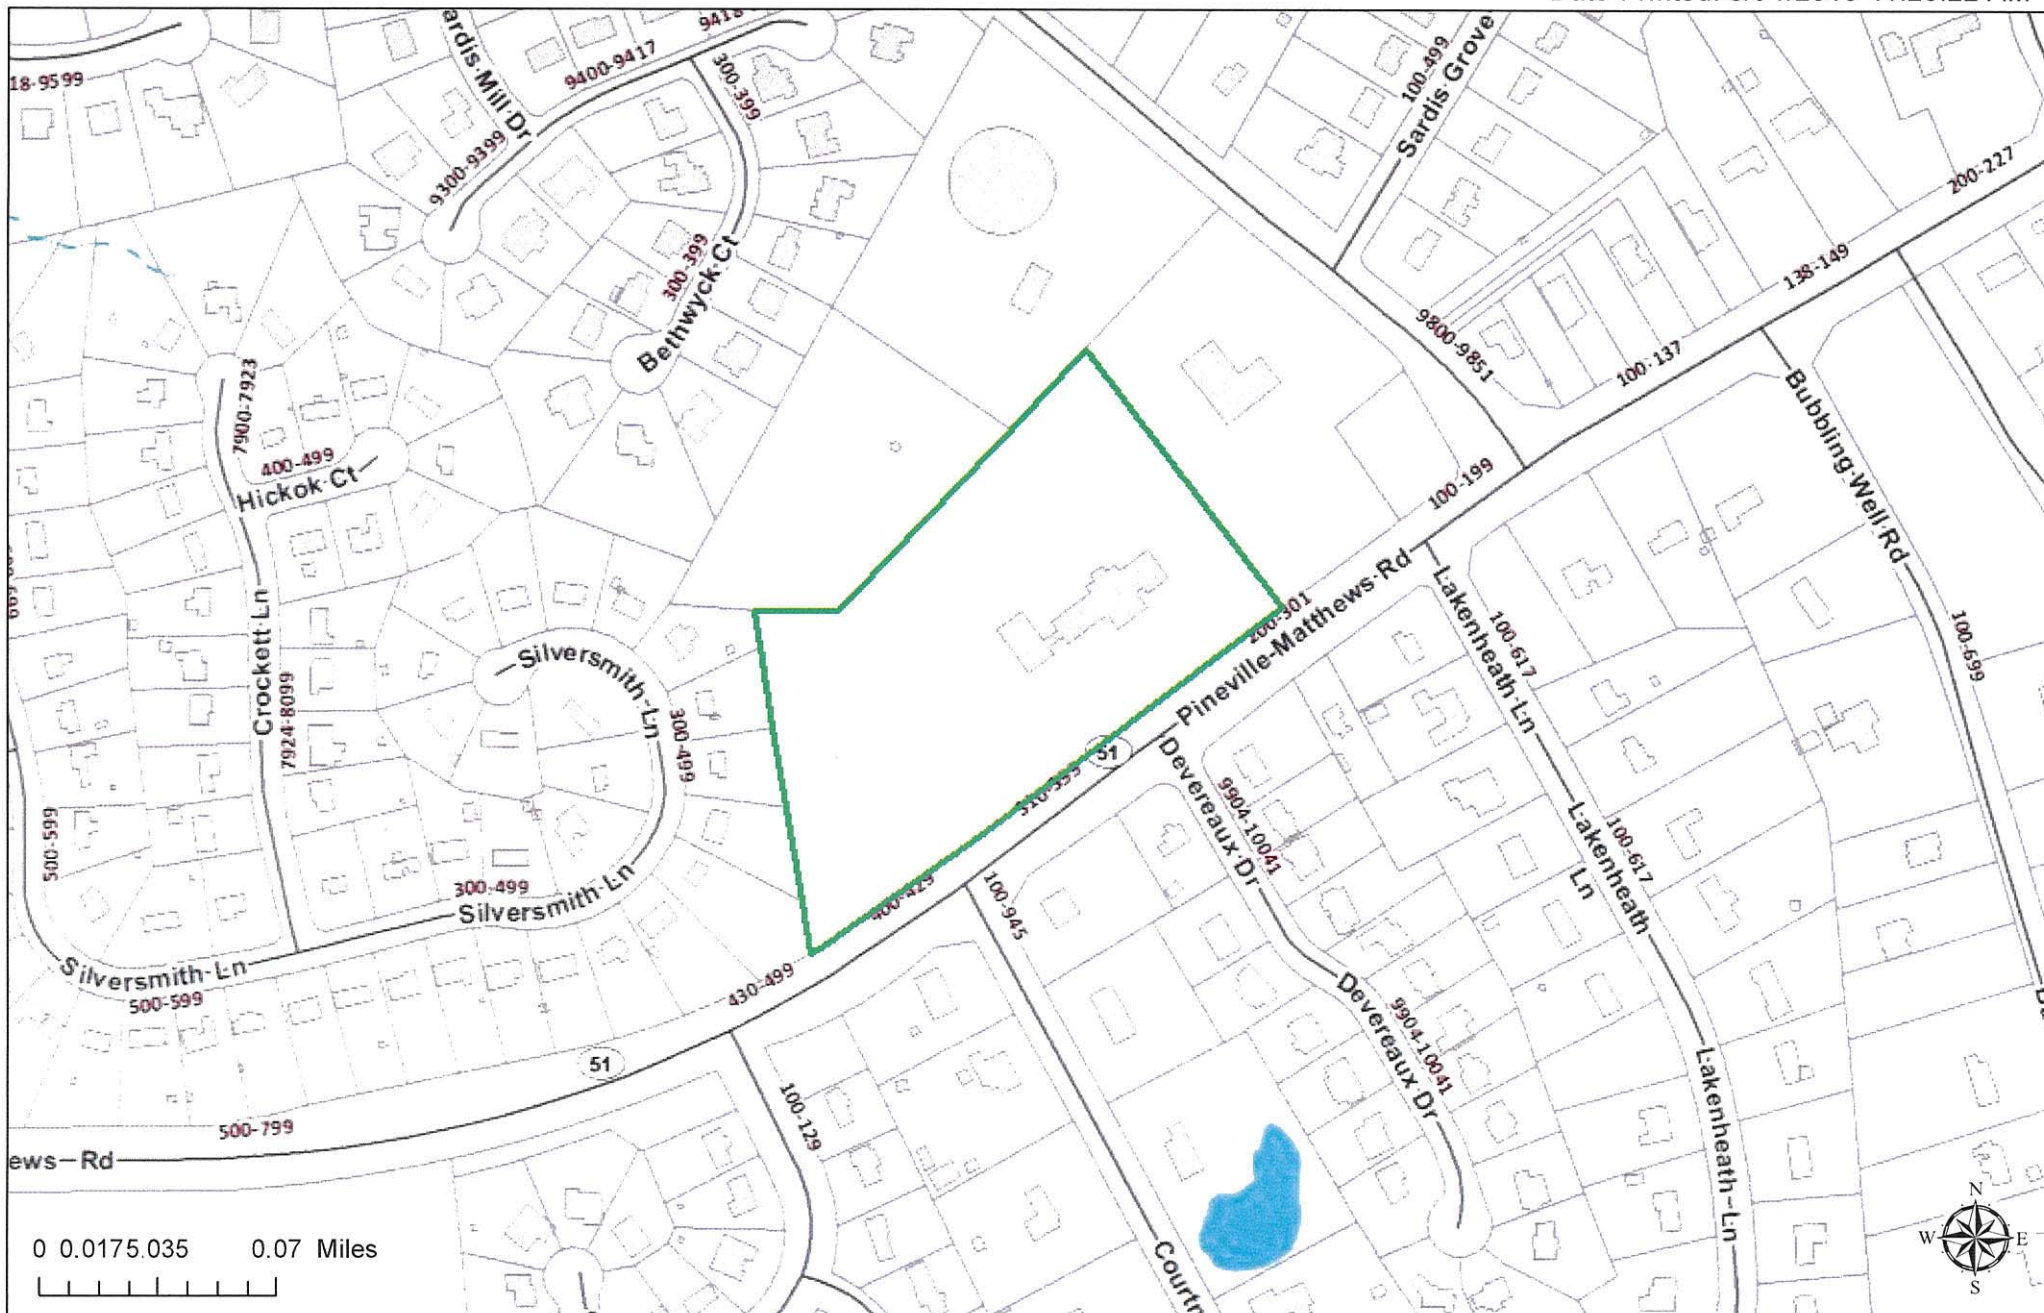 18-9599
ardis-Mill-Dr
9400-9417
9300-9399
300-399
300-399
Bethwyck-Ct
100-499
Sardis-Grove
200-227
138-149
9800-9851
100-137
Bubbling-Well-Rd
100-699
7900-7923
400-499
Hickok-Ct
Crockett-Ln
7924-8099
Silversmith-Ln
300-499
500-599
300-499
Silversmith-Ln
Silversmith-Ln
500-599
100-199
200-301
Pineville-Matthews-Rd
51
400-429
430-499
Lakenheath-Ln
100-617
Lakenheath
Ln
100-617
Lakenheath-Ln
Devereaux-Dr
9904-10041
Devereaux-Dr
9904-10041
100-945
Courtn
100-129
51
500-799
ews-Rd
0 0.0175.035 0.07 Miles
N
W E
S